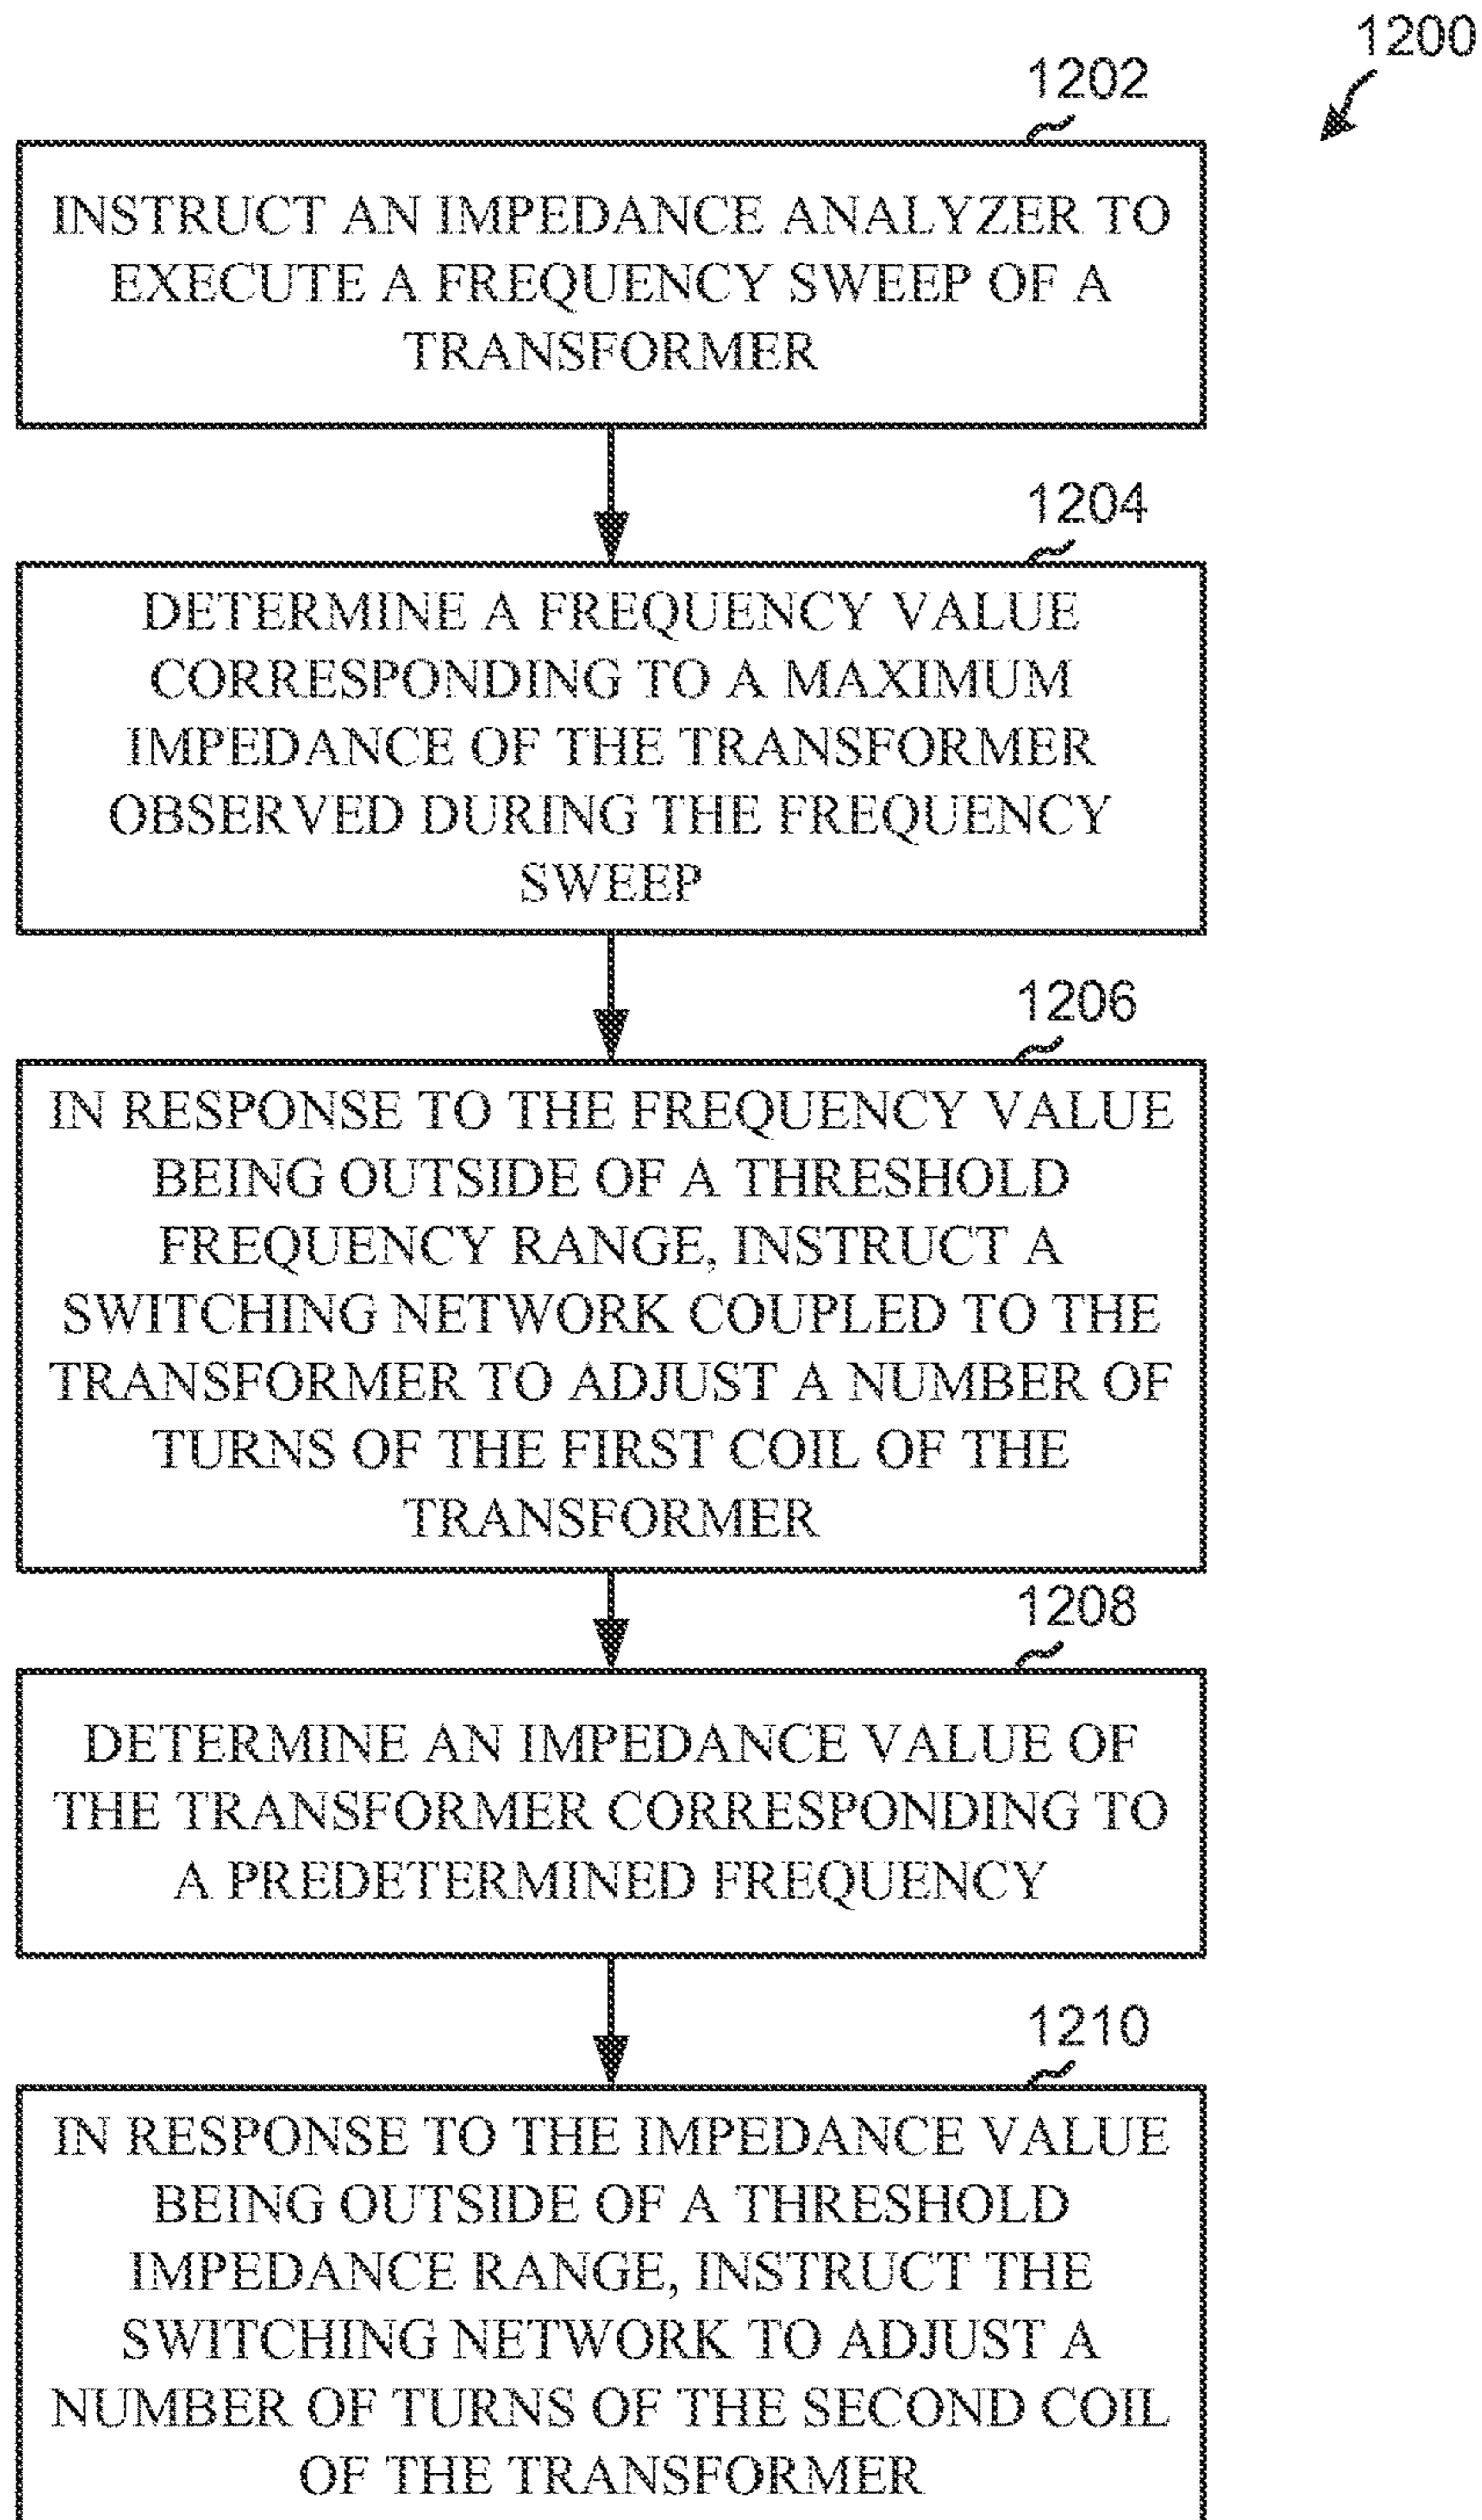 1200
1202
INSTRUCT AN IMPEDANCE ANALYZER TO
EXECUTE A FREQUENCY SWEEP OF A
TRANSFORMER
1204
DETERMINE A FREQUENCY VALUE
CORRESPONDING TO A MAXIMUM
IMPEDANCE OF THE TRANSFORMER
OBSERVED DURING THE FREQUENCY
SWEEP
1206
IN RESPONSE TO THE FREQUENCY VALUE
BEING OUTSIDE OF A THRESHOLD
FREQUENCY RANGE, INSTRUCT A
SWITCHING NETWORK COUPLED TO THE
TRANSFORMER TO ADJUST A NUMBER OF
TURNS OF THE FIRST COIL OF THE
TRANSFORMER
1208
DETERMINE AN IMPEDANCE VALUE OF
THE TRANSFORMER CORRESPONDING TO
A PREDETERMINED FREQUENCY
1210
IN RESPONSE TO THE IMPEDANCE VALUE
BEING OUTSIDE OF A THRESHOLD
IMPEDANCE RANGE, INSTRUCT THE
SWITCHING NETWORK TO ADJUST A
NUMBER OF TURNS OF THE SECOND COIL
OF THE TRANSFORMER